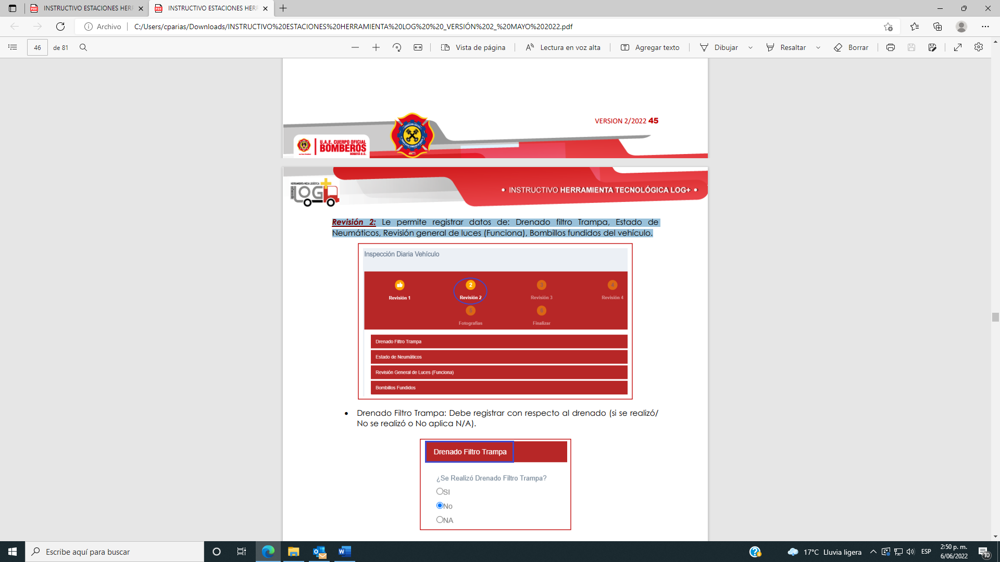 INSTRUCTIVO ESTACIONES HERR
INSTRUCTIVO ESTACIONES HERR
Archivo
C:/Users/cparias/Downloads/INSTRUCTIVO%20ESTACIONES%20HERRAMIENTA%20LOG%20%20_VERSIÓN%202_%20MAYO%202022.pdf
46 de 81
Vista de página
Lectura en voz alta
Agregar texto
Dibujar
Resaltar
Borrar
VERSION 2/2022 45
U.A.E. CUERPO OFICIAL
BOMBEROS
BOGOTÁ D.C.
HERRAMIENTA MESA LOGÍSTICA
LOG
• INSTRUCTIVO HERRAMIENTA TECNOLÓGICA LOG+ •
Revisión 2: Le permite registrar datos de: Drenado filtro Trampa, Estado de
Neumáticos, Revisión general de luces (Funciona), Bombillos fundidos del vehículo.
Inspección Diaria Vehículo
2 3 4
Revisión 1 Revisión 2 Revisión 3 Revisión 4
5 6
Fotografías Finalizar
Drenado Filtro Trampa
Estado de Neumáticos
Revisión General de Luces (Funciona)
Bombillos Fundidos
• Drenado Filtro Trampa: Debe registrar con respecto al drenado (si se realizó/
No se realizó o No aplica N/A).
Drenado Filtro Trampa
¿Se Realizó Drenado Filtro Trampa?
SI
No
NA
Escribe aquí para buscar
17°C Lluvia ligera
ESP
2:50 p. m.
6/06/2022
10